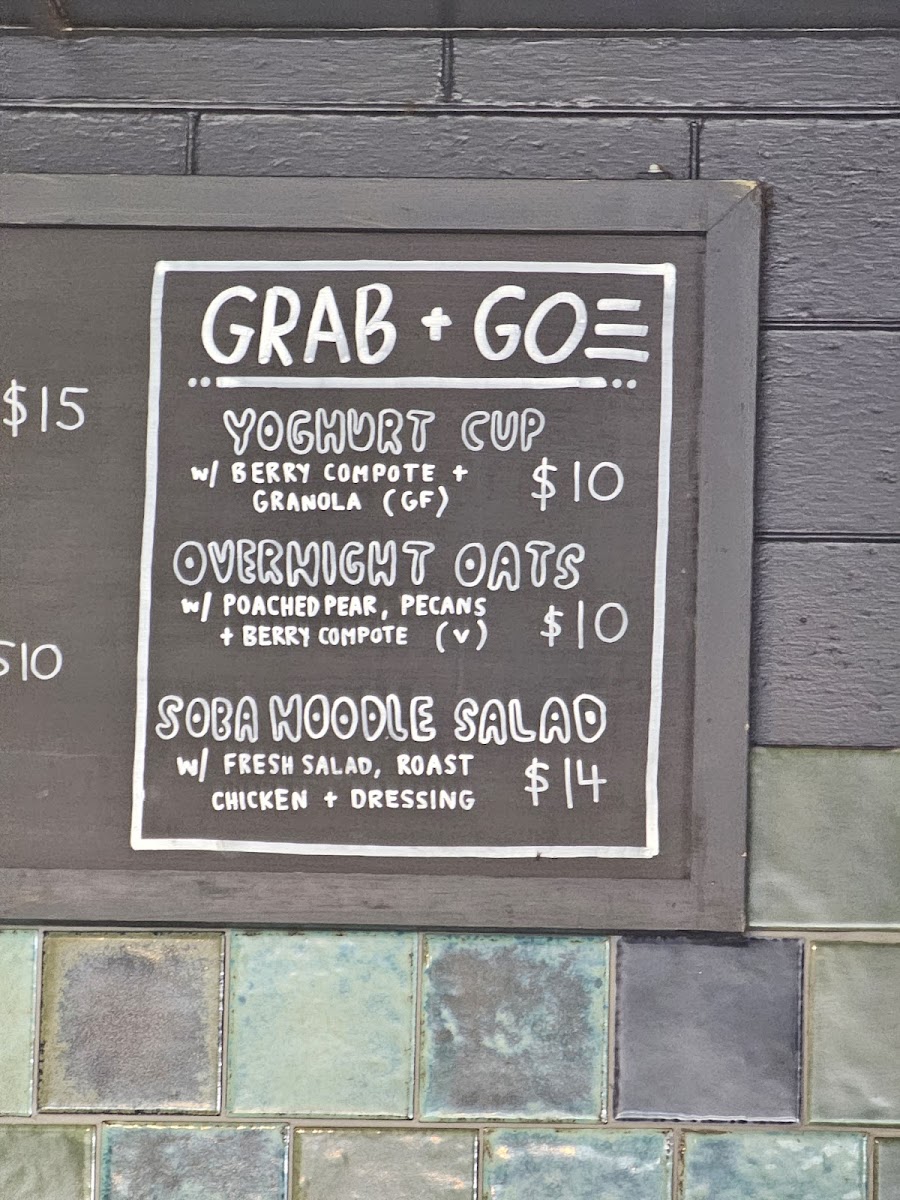 GRAB + GO
$15
YOGHURT CUP
w/ BERRY COMPOTE +
GRANOLA (GF)
$10
OVERNIGHT OATS
w/ POACHED PEAR, PECANS
+ BERRY COMPOTE (V)
$10
$10
SOBA NOODLE SALAD
w/ FRESH SALAD, ROAST
CHICKEN + DRESSING
$14